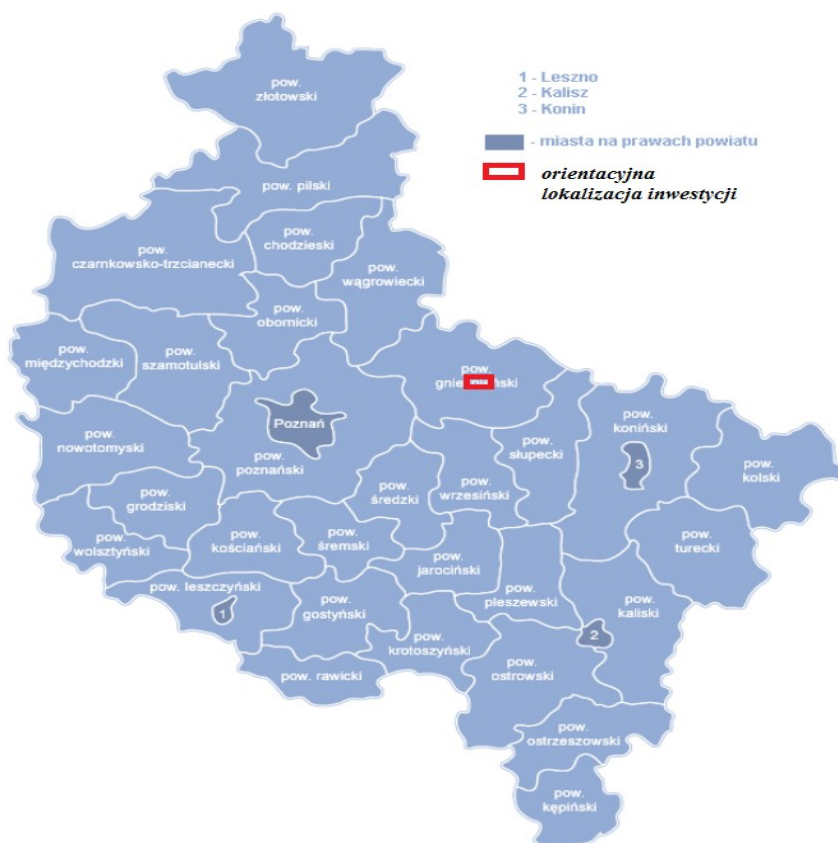 pow.
złotowski
1 - Leszno
2 - Kalisz
3 - Konin
- miasta na prawach powiatu
orientacyjna
lokalizacja inwestycji
pow. pilski
pow.
chodzieski
pow.
czarnkowsko-trzcianecki
pow.
wągrowiecki
pow.
obornicki
pow.
międzychodzki
pow.
szamotulski
pow.
Poznań
pow.
poznański
pow.
nowotomyski
pow.
słupecki
pow.
koniński
3
pow.
kolski
pow.
średzki
pow.
wrzesiński
pow.
grodziski
pow.
wolsztyński
pow.
kościański
pow.
śremski
pow.
jarociński
pow.
turecki
pow. leszczyński
1
pow.
gostyński
pow.
pleszewski
pow.
kaliski
2
pow.
krotoszyński
pow. rawicki
pow.
ostrowski
pow.
ostrzeszowski
pow.
kępiński